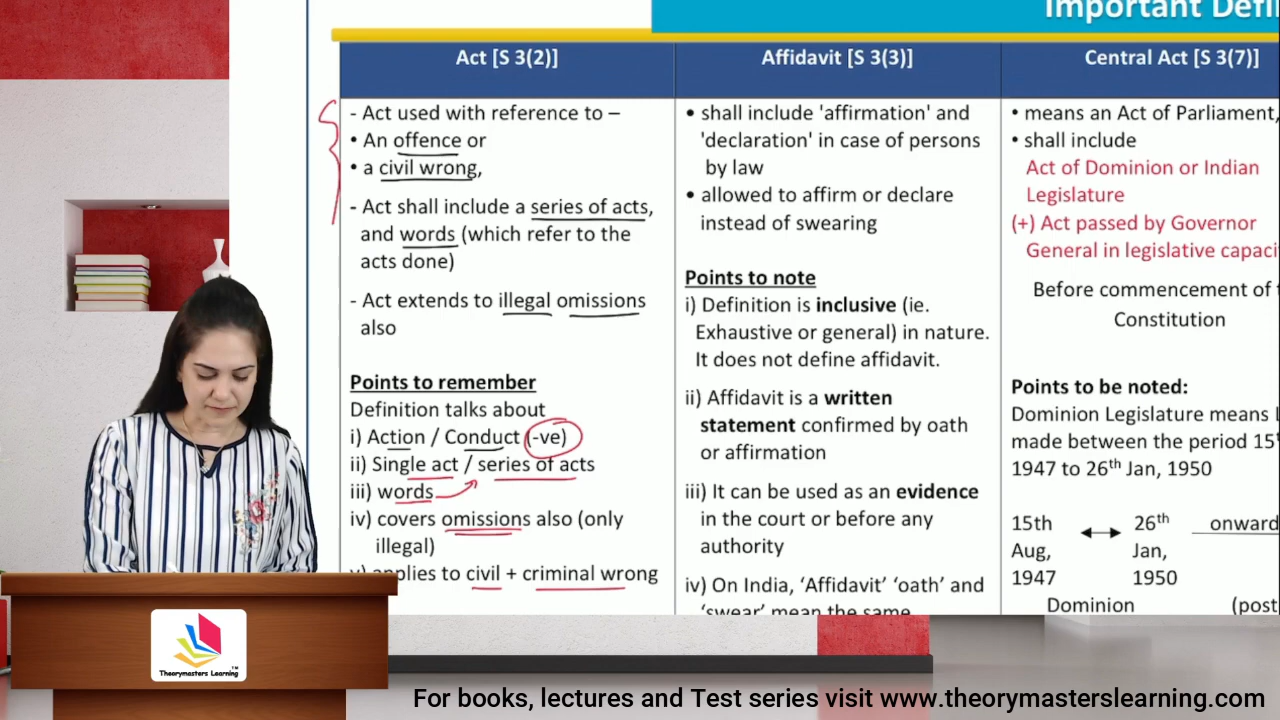 Important Defi
Act [S 3(2)]
- Act used with reference to –
• An offence or
• a civil wrong,
- Act shall include a series of acts,
and words (which refer to the
acts done)
- Act extends to illegal omissions
also
Points to remember
Definition talks about
i) Action / Conduct (-ve)
ii) Single act / series of acts
iii) words
iv) covers omissions also (only
illegal)
applies to civil + criminal wrong
Affidavit [S 3(3)]
• shall include 'affirmation' and
'declaration' in case of persons
by law
• allowed to affirm or declare
instead of swearing
Points to note
i) Definition is inclusive (ie.
Exhaustive or general) in nature.
It does not define affidavit.
ii) Affidavit is a written
statement confirmed by oath
or affirmation
iii) It can be used as an evidence
in the court or before any
authority
iv) On India, ‘Affidavit’ ‘oath’ and
‘swear’ mean the same
Central Act [S 3(7)]
• means an Act of Parliament,
• shall include
Act of Dominion or Indian
Legislature
(+) Act passed by Governor
General in legislative capaci
Before commencement of
Constitution
Points to be noted:
Dominion Legislature means
made between the period 15
1947 to 26th Jan, 1950
15th 26th onward
Aug, Jan,
1947 1950
Dominion (post
Theorymasters Learning™
For books, lectures and Test series visit www.theorymasterslearning.com